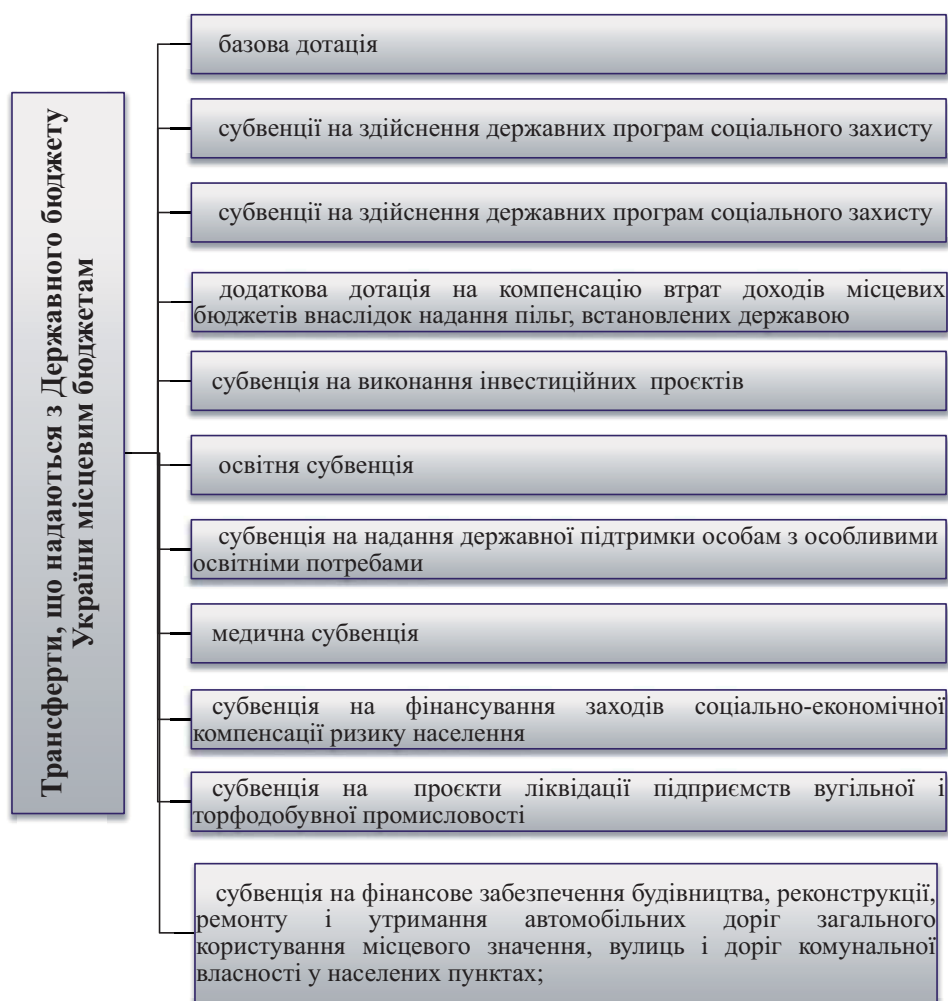 Трансферти, що надаються з Державного бюджету
України місцевим бюджетам
базова дотація
субвенції на здійснення державних програм соціального захисту
субвенції на здійснення державних програм соціального захисту
додаткова дотація на компенсацію втрат доходів місцевих
бюджетів внаслідок надання пільг, встановлених державою
субвенція на виконання інвестиційних проєктів
освітня субвенція
субвенція на надання державної підтримки особам з особливими
освітніми потребами
медична субвенція
субвенція на фінансування заходів соціально-економічної
компенсації ризику населення
субвенція на проєкти ліквідації підприємств вугільної і
торфодобувної промисловості
субвенція на фінансове забезпечення будівництва, реконструкції,
ремонту і утримання автомобільних доріг загального
користування місцевого значення, вулиць і доріг комунальної
власності у населених пунктах;